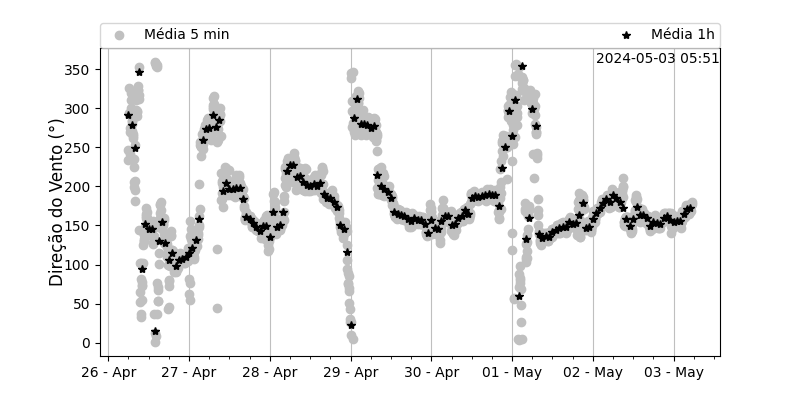 Média 5 min
Média 1h
2024-05-03 05:51
Direção do Vento (°)
350
300
250
200
150
100
50
0
26 - Apr
27 - Apr
28 - Apr
29 - Apr
30 - Apr
01 - May
02 - May
03 - May